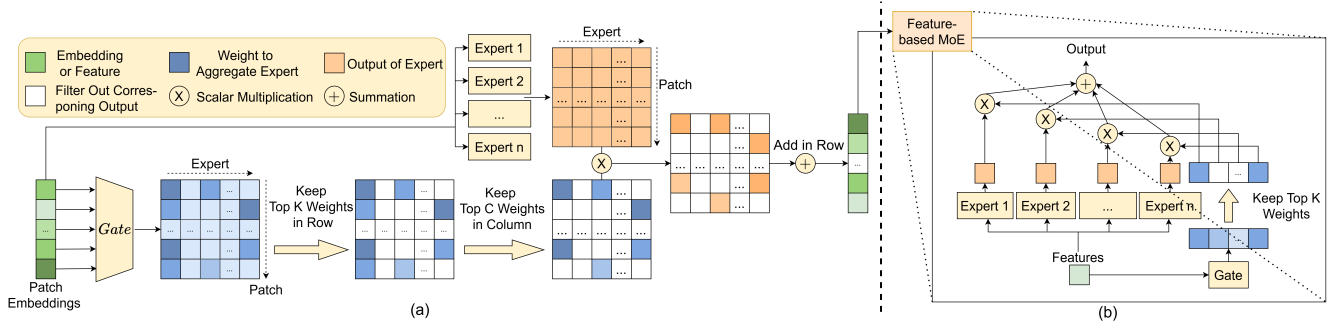 Embedding
or Feature
Weight to
Aggregate Expert
Output of Expert
Filter Out Corres-
poning Output
X
Scalar Multiplication
+
Summation
Expert 1
Expert 2
...
Expert n
Expert
...
...
... ... ... ... ...
...
...
Patch
X
Patch
Embeddings
...
Gate
Expert
...
...
... ... ... ... ...
...
...
Patch
Keep
Top K Weights
in Row
...
...
... ... ... ... ...
...
...
Keep
Top C Weights
in Column
...
...
... ... ... ... ...
...
...
...
...
... ... ... ... ...
...
...
Add in Row
+
...
(a)
Feature-
based MoE
Output
+
X
X
X
X
Expert 1
Expert 2
...
Expert n
...
Keep Top K
Weights
...
Features
Gate
(b)